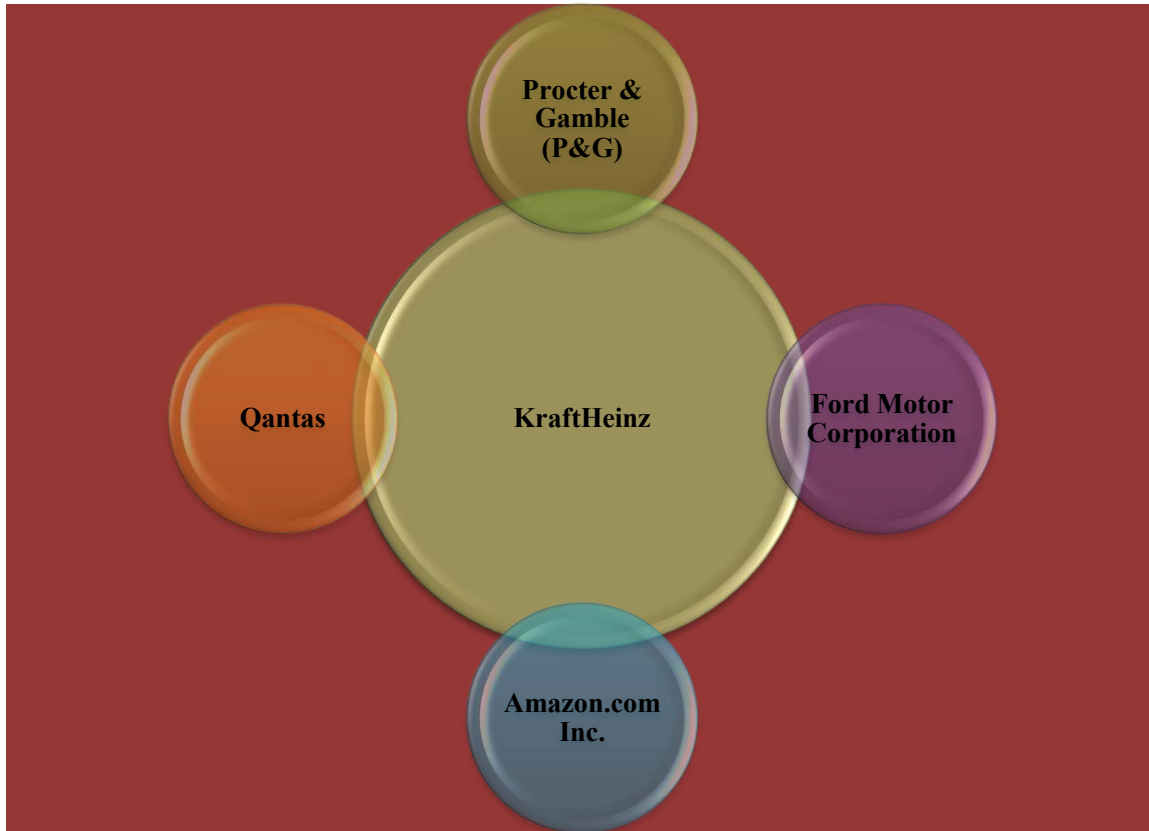 Procter &
Gamble
(P&G)
Qantas
KraftHeinz
Ford Motor
Corporation
Amazon.com
Inc.